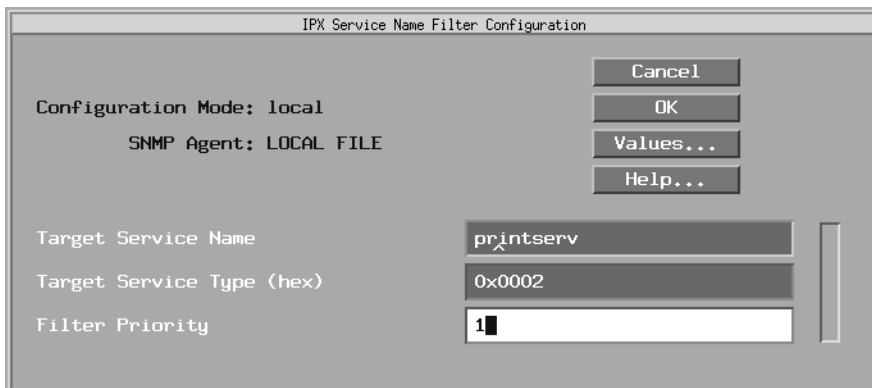 IPX Service Name Filter Configuration
Cancel
Configuration Mode: local
OK
SNMP Agent: LOCAL FILE
Values...
Help...
Target Service Name
printserv
Target Service Type (hex)
0x0002
Filter Priority
1